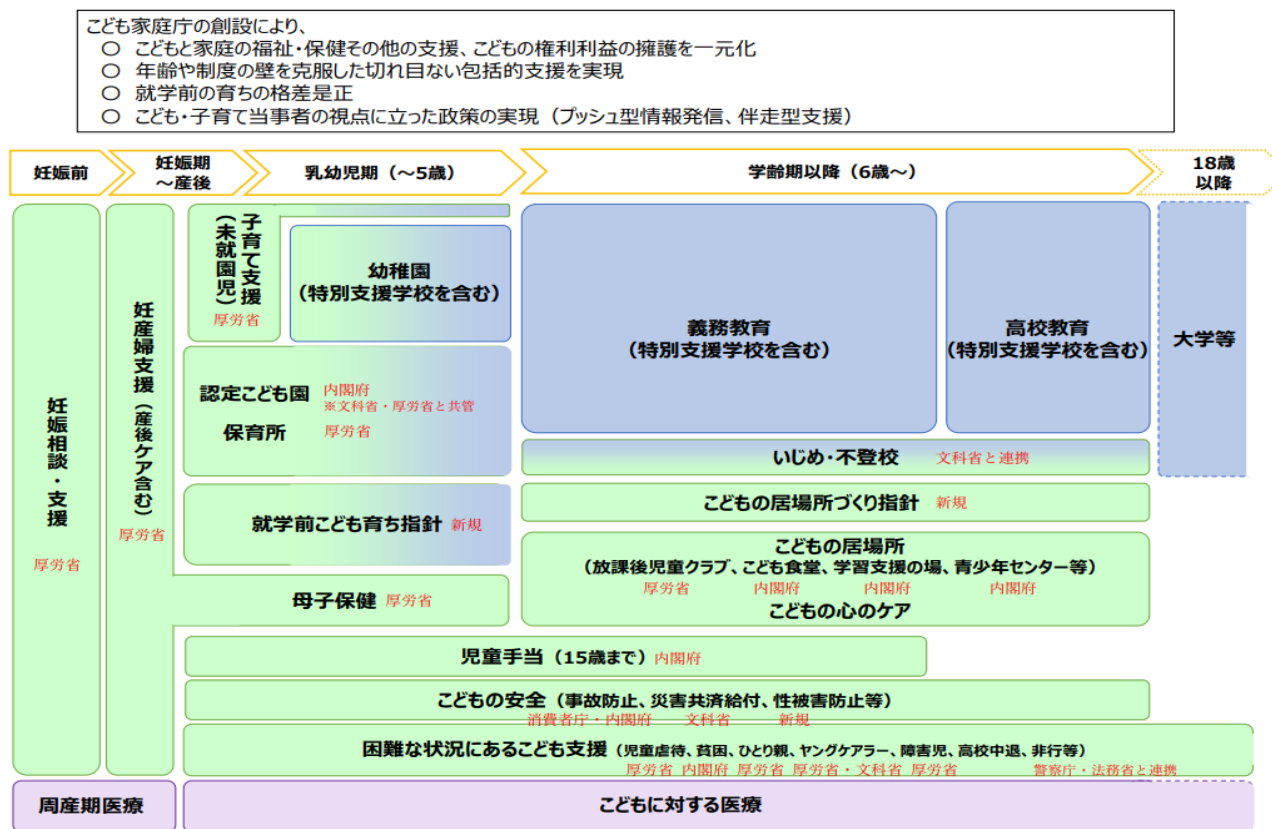 こども家庭庁の創設により、
○ こどもと家庭の福祉・保健その他の支援、こどもの権利利益の擁護を一元化
○ 年齢や制度の壁を克服した切れ目ない包括的支援を実現
○ 就学前の育ちの格差是正
○ こども・子育て当事者の視点に立った政策の実現（プッシュ型情報発信、伴走型支援）
妊娠前
妊娠期
～産後
乳幼児期（～5歳）
学齢期以降（6歳～）
18歳
以降
妊娠相談・支援
厚労省
妊産婦支援（産後ケア含む）
厚労省
子育て支援
（未就園児）
厚労省
幼稚園
（特別支援学校を含む）
義務教育
（特別支援学校を含む）
高校教育
（特別支援学校を含む）
大学等
認定こども園 内閣府
※文科省・厚労省と共管
保育所 厚労省
いじめ・不登校 文科省と連携
就学前こども育ち指針 新規
こどもの居場所づくり指針 新規
こどもの居場所
（放課後児童クラブ、こども食堂、学習支援の場、青少年センター等）
厚労省 内閣府 内閣府 内閣府
こどもの心のケア
母子保健 厚労省
児童手当（15歳まで） 内閣府
こどもの安全（事故防止、災害共済給付、性被害防止等）
消費者庁・内閣府 文科省 新規
困難な状況にあるこども支援（児童虐待、貧困、ひとり親、ヤングケアラー、障害児、高校中退、非行等）
厚労省 内閣府 厚労省 厚労省・文科省 厚労省 警察庁・法務省と連携
周産期医療
こどもに対する医療